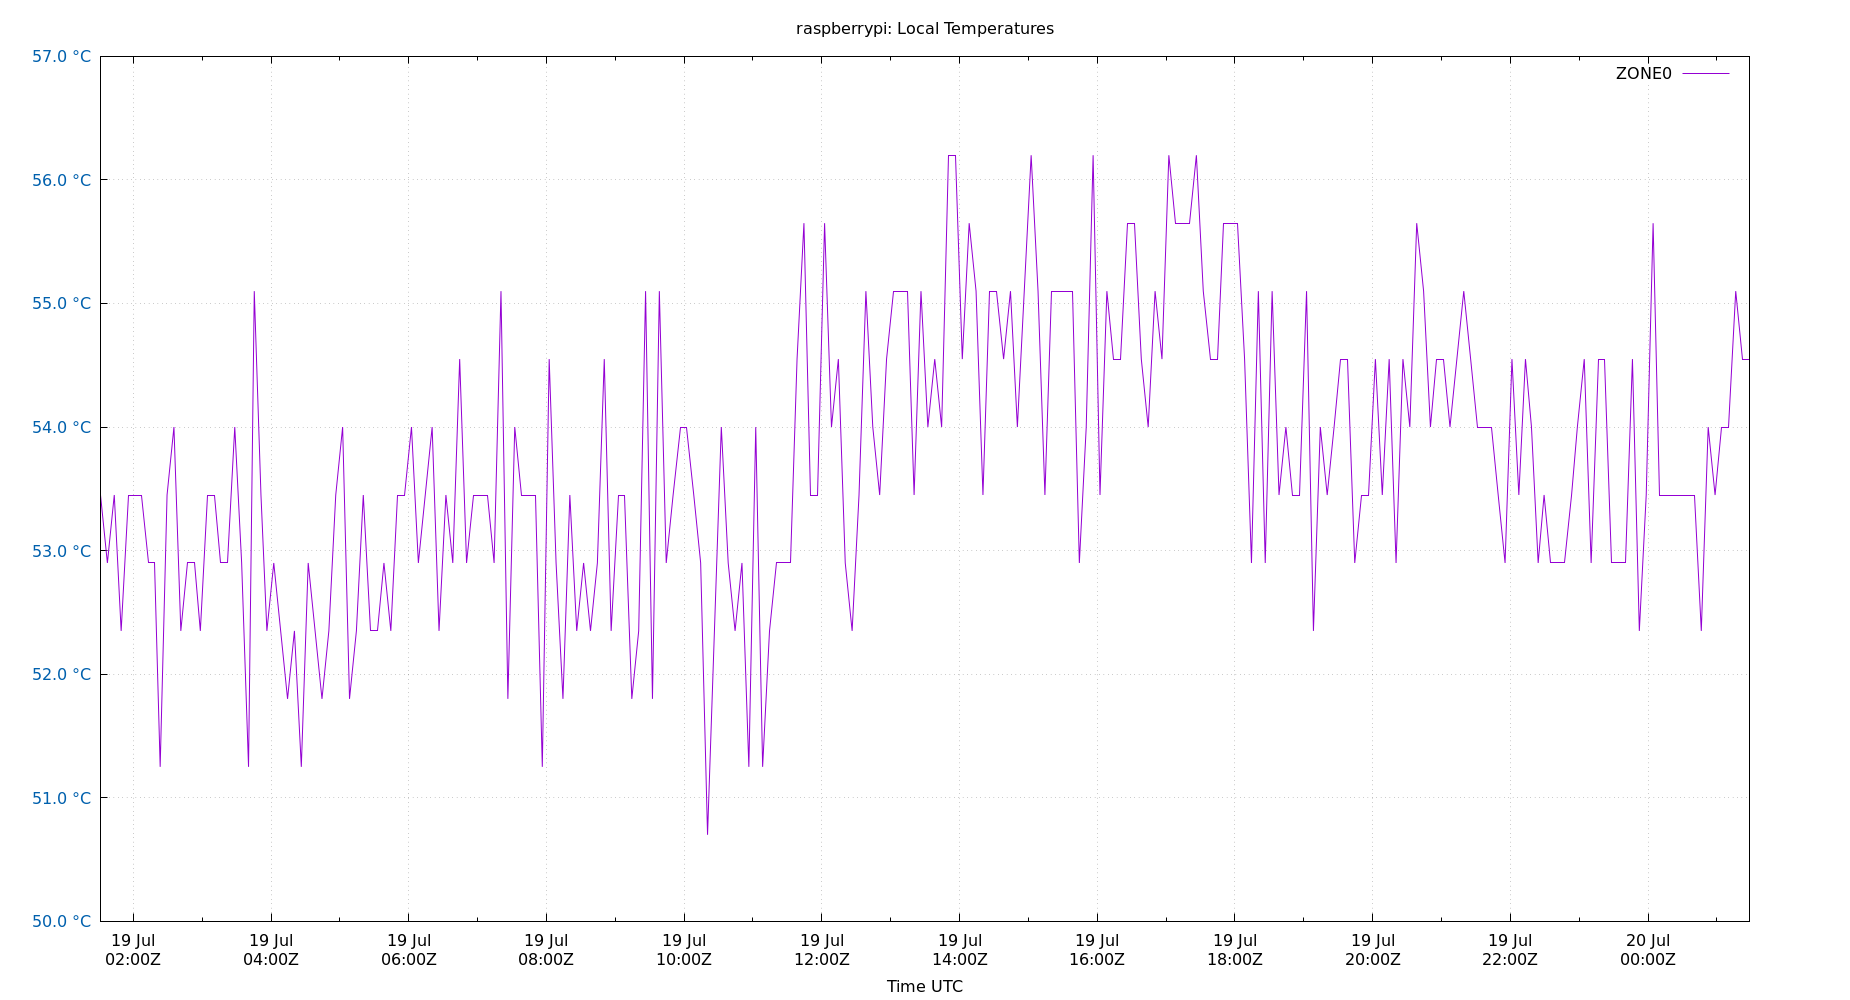 raspberrypi: Local Temperatures
57.0 °C
ZONE0
56.0 °C
55.0 °C
54.0 °C
53.0 °C
52.0 °C
51.0 °C
50.0 °C
19 Jul 19 Jul 19 Jul 19 Jul 19 Jul 19 Jul 19 Jul 19 Jul 19 Jul 19 Jul 19 Jul 20 Jul
02:00Z 04:00Z 06:00Z 08:00Z 10:00Z 12:00Z 14:00Z 16:00Z 18:00Z 20:00Z 22:00Z 00:00Z
Time UTC